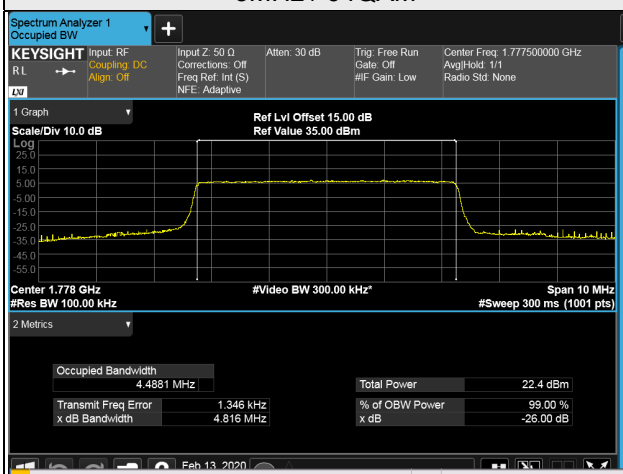 Spectrum Analyzer 1
Occupied BW
KEYSIGHT Input: RF Input Z: 50 Ω Atten: 30 dB Trig: Free Run Center Freq: 1.777500000 GHz
RL Coupling: DC Corrections: Off Gate: Off Avg|Hold: 1/1
Align: Off Freq Ref: Int (S) #IF Gain: Low Radio Std: None
LXI NFE: Adaptive
1 Graph
Ref Lvl Offset 15.00 dB
Scale/Div 10.0 dB Ref Value 35.00 dBm
Log
25.0
15.0
5.00
-5.00
-15.0
-25.0
-35.0
-45.0
-55.0
Center 1.778 GHz #Video BW 300.00 kHz* Span 10 MHz
#Res BW 100.00 kHz #Sweep 300 ms (1001 pts)
2 Metrics
Occupied Bandwidth
4.4881 MHz Total Power 22.4 dBm
Transmit Freq Error 1.346 kHz % of OBW Power 99.00 %
x dB Bandwidth 4.816 MHz x dB -26.00 dB
Feb 13, 2020